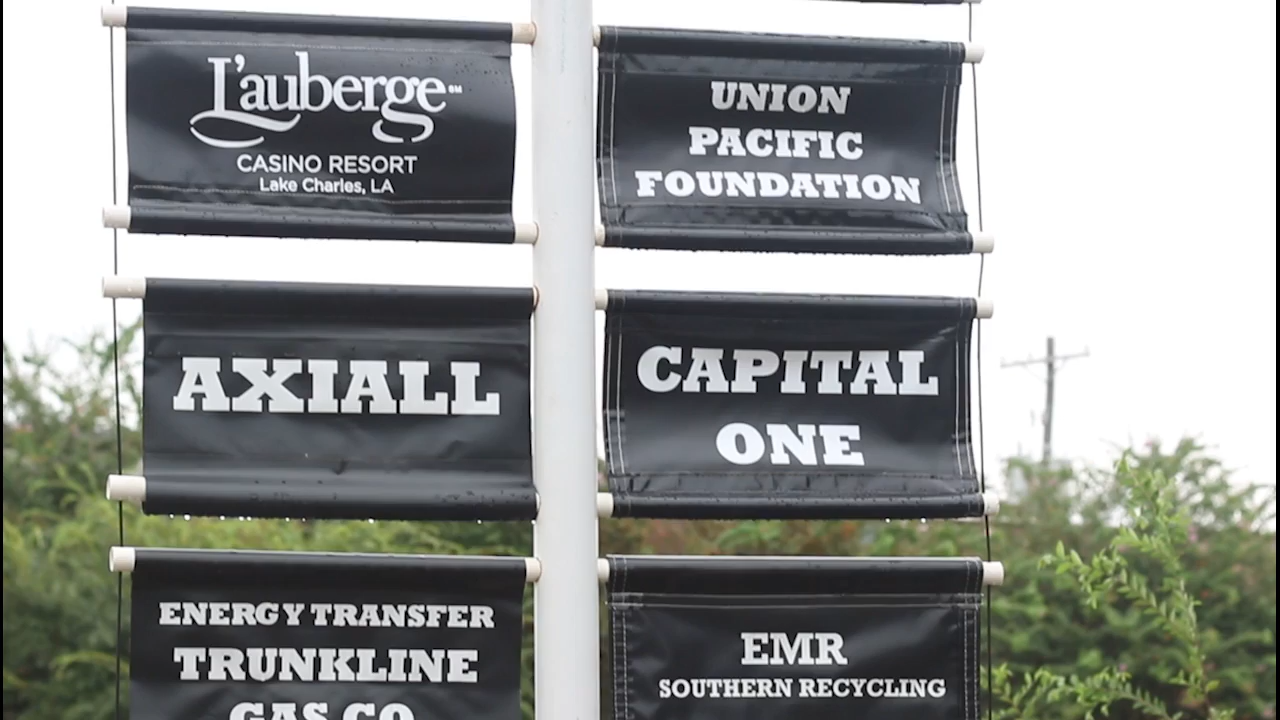 L'auberge℠
CASINO RESORT
Lake Charles, LA
UNION
PACIFIC
FOUNDATION
AXIALL
CAPITAL
ONE
ENERGY TRANSFER
TRUNKLINE
GAS CO
EMR
SOUTHERN RECYCLING